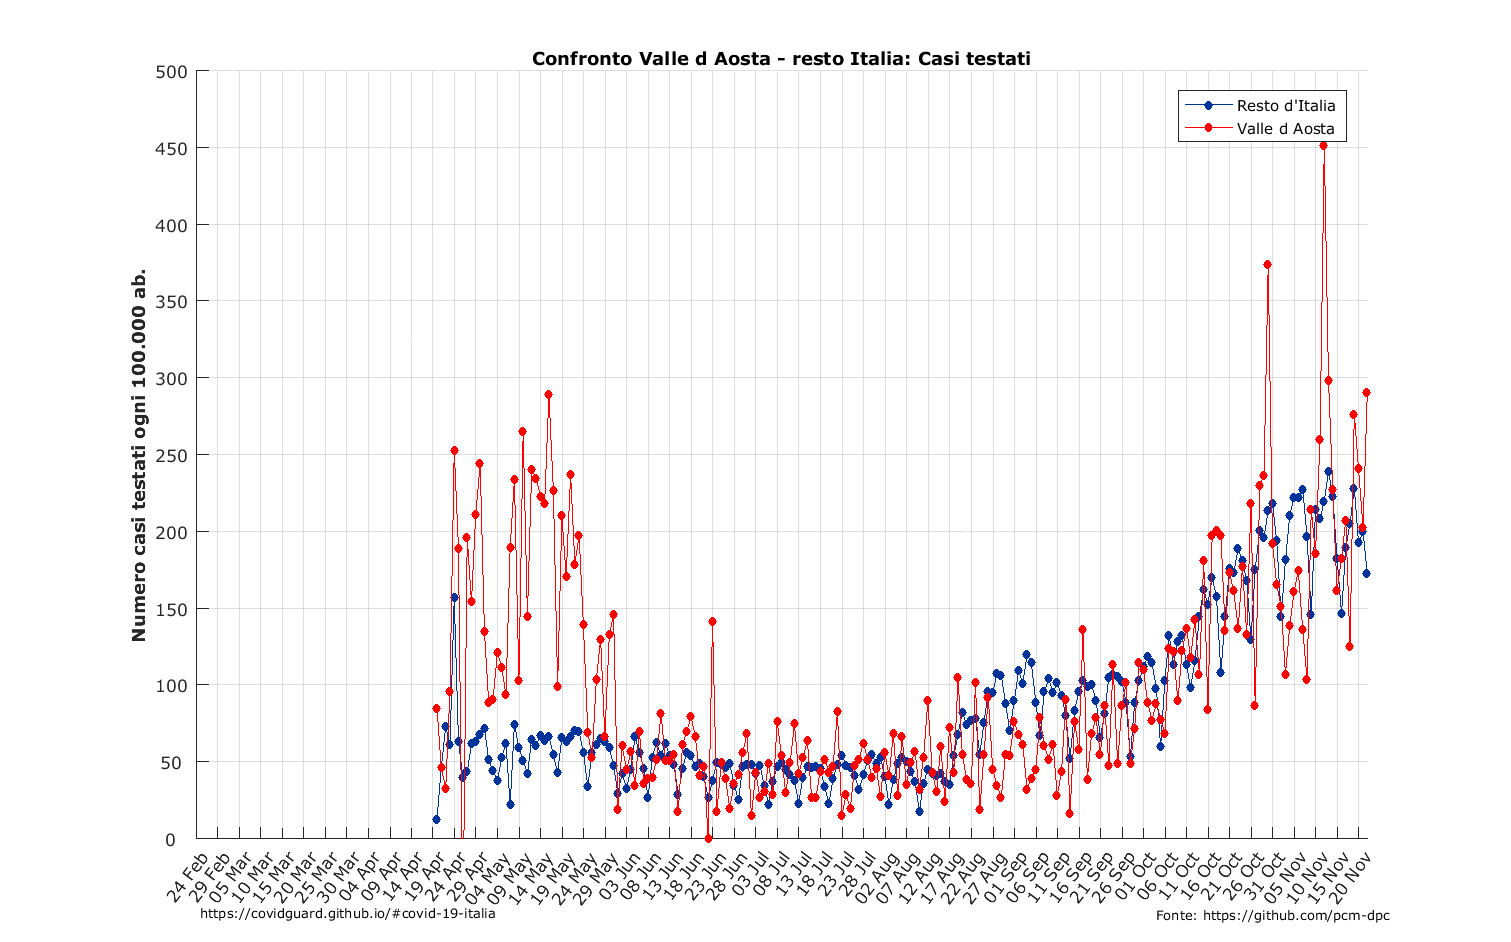 Confronto Valle d Aosta - resto Italia: Casi testati
Resto d'Italia
Valle d Aosta
Numero casi testati ogni 100.000 ab.
500
450
400
350
300
250
200
150
100
50
0
24 Feb
29 Feb
05 Mar
10 Mar
15 Mar
20 Mar
25 Mar
30 Mar
04 Apr
09 Apr
14 Apr
19 Apr
24 Apr
29 Apr
04 May
09 May
14 May
19 May
24 May
29 May
03 Jun
08 Jun
13 Jun
18 Jun
23 Jun
28 Jun
03 Jul
08 Jul
13 Jul
18 Jul
23 Jul
28 Jul
02 Aug
07 Aug
12 Aug
17 Aug
22 Aug
27 Aug
01 Sep
06 Sep
11 Sep
16 Sep
21 Sep
26 Sep
01 Oct
06 Oct
11 Oct
16 Oct
21 Oct
26 Oct
31 Oct
05 Nov
10 Nov
15 Nov
20 Nov
https://covidguard.github.io/#covid-19-italia
Fonte: https://github.com/pcm-dpc